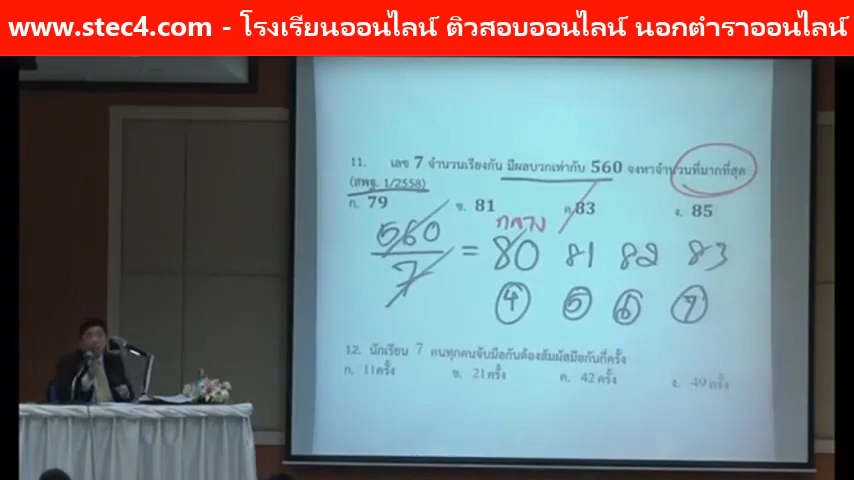 www.stec4.com - โรงเรียนออนไลน์ ติวสอบออนไลน์ นอกตำราออนไลน์
11. เลข 7 จำนวนเรียงกัน มีผลบวกเท่ากับ 560 จงหาจำนวนที่มากที่สุด
(สพฐ. 1/2558)
ก. 79 ข. 81 ค. 83 ง. 85
กลาง
560/7 = 80 81 82 83
4 5 6 7
12. นักเรียน 7 คนทุกคนจับมือกันต้องสัมผัสมือกันกี่ครั้ง
ก. 11ครั้ง ข. 21ครั้ง ค. 42ครั้ง ง. 49ครั้ง